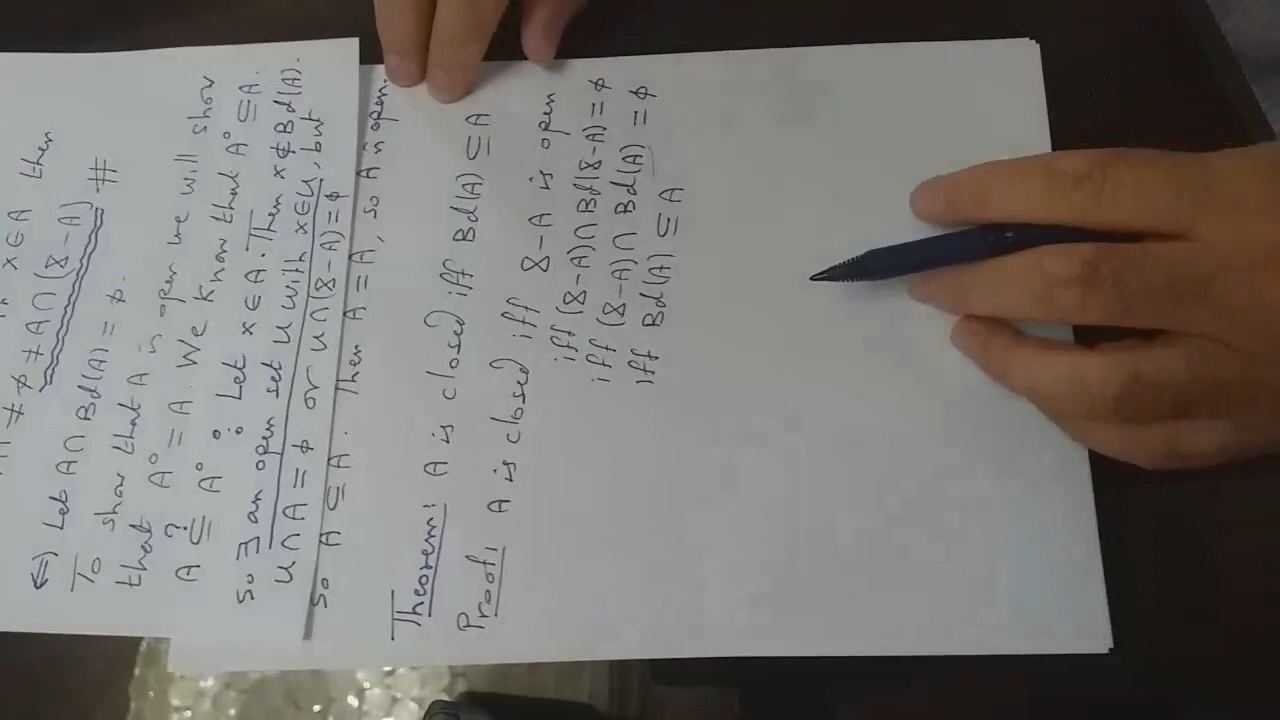 x ∈ A then
≠ ∅ ≠ A ∩ (X - A) #
⇐) Let A ∩ Bd(A) = ∅.
To show that A is open we will show
that A° = A. We know that A° ⊆ A.
A ⊆? A° : Let x ∈ A. Then x ∉ Bd(A).
so ∃ an open set U with x ∈ U, but
U ∩ A = ∅ or U ∩ (X - A) = ∅
so A ⊆ A. Then A = A, so A is open.
Theorem: A is closed iff Bd(A) ⊆ A
Proof: A is closed iff X - A is open
iff (X - A) ∩ Bd(X - A) = ∅
iff (X - A) ∩ Bd(A) = ∅
iff Bd(A) ⊆ A